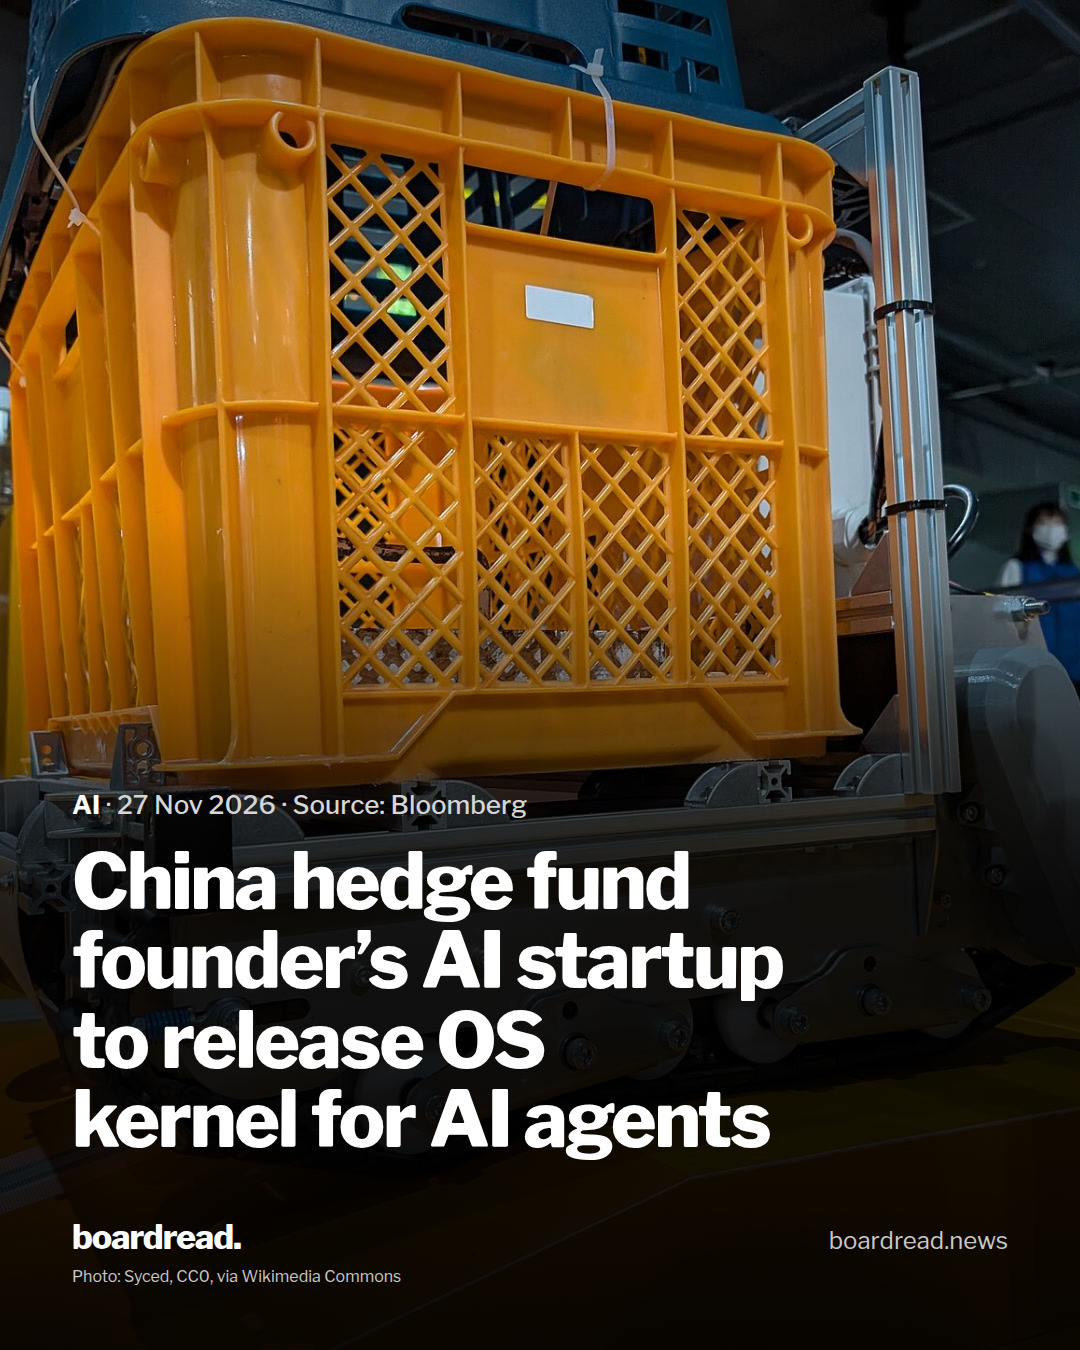 AI · 27 Nov 2026 · Source: Bloomberg
China hedge fund
founder’s AI startup
to release OS
kernel for AI agents
boardread.
boardread.news
Photo: Syced, CC0, via Wikimedia Commons